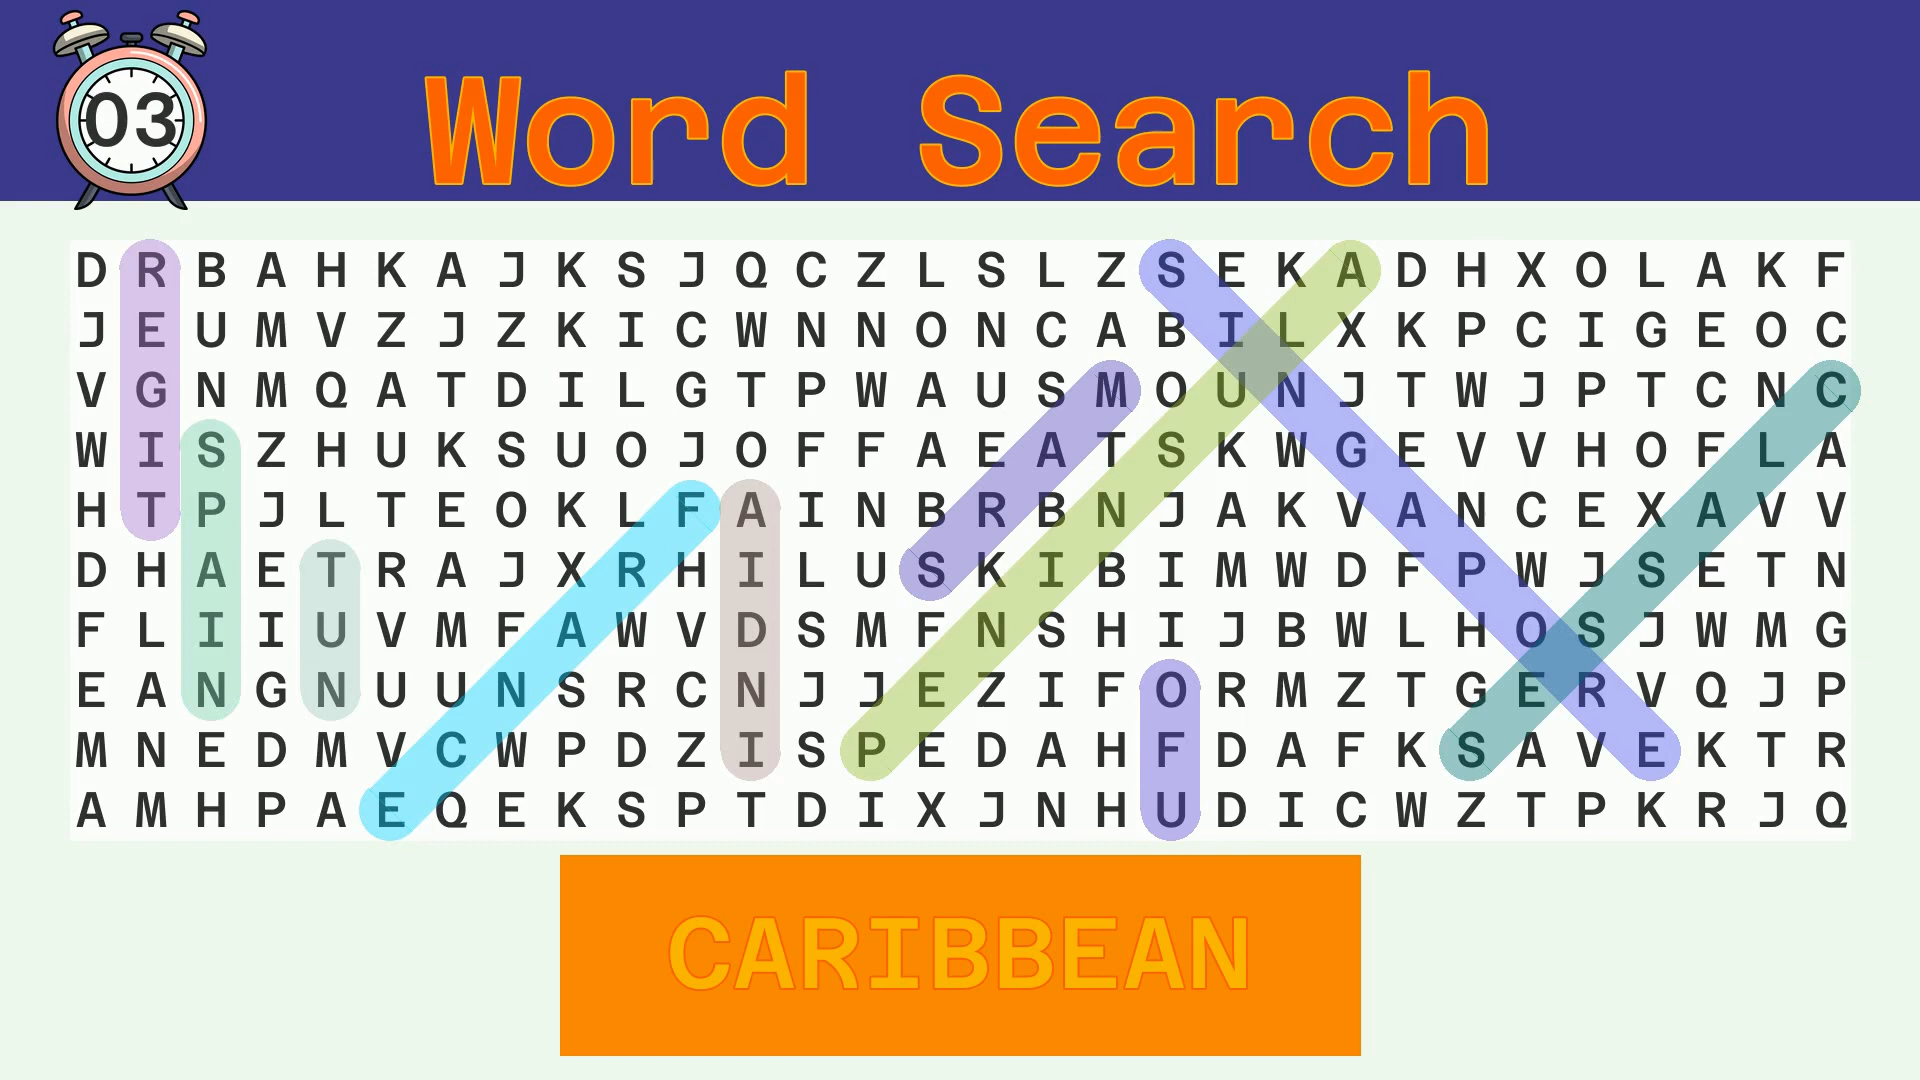 03
Word Search
D R B A H K A J K S J Q C Z L S L Z S E K A D H X O L A K F
J E U M V Z J Z K I C W N N O N C A B I L X K P C I G E O C
V G N M Q A T D I L G T P W A U S M O U N J T W J P T C N C
W I S Z H U K S U O J O F F A E A T S K W G E V V H O F L A
H T P J L T E O K L F A I N B R B N J A K V A N C E X A V V
D H A E T R A J X R H I L U S K I B I M W D F P W J S E T N
F L I I U V M F A W V D S M F N S H I J B W L H O S J W M G
E A N G N U U N S R C N J J E Z I F O R M Z T G E R V Q J P
M N E D M V C W P D Z I S P E D A H F D A F K S A V E K T R
A M H P A E Q E K S P T D I X J N H U D I C W Z T P K R J Q
CARIBBEAN